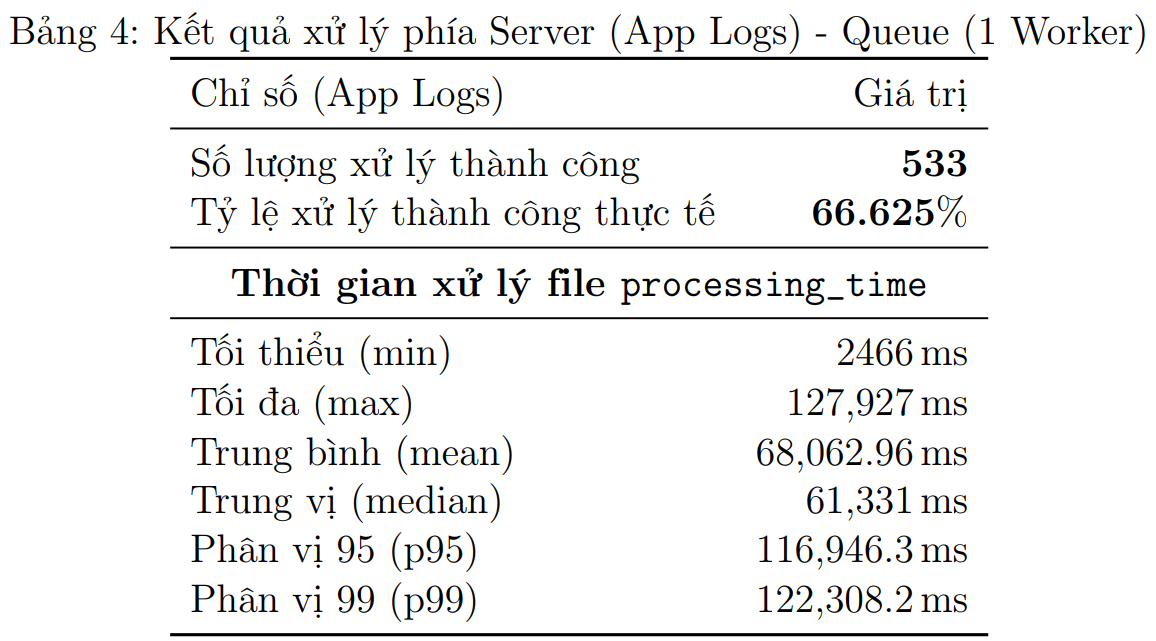 Bảng 4: Kết quả xử lý phía Server (App Logs) - Queue (1 Worker)
Chỉ số (App Logs) Giá trị
Số lượng xử lý thành công 533
Tỷ lệ xử lý thành công thực tế 66.625%
Thời gian xử lý file processing_time
Tối thiểu (min) 2466 ms
Tối đa (max) 127,927 ms
Trung bình (mean) 68,062.96 ms
Trung vị (median) 61,331 ms
Phân vị 95 (p95) 116,946.3 ms
Phân vị 99 (p99) 122,308.2 ms